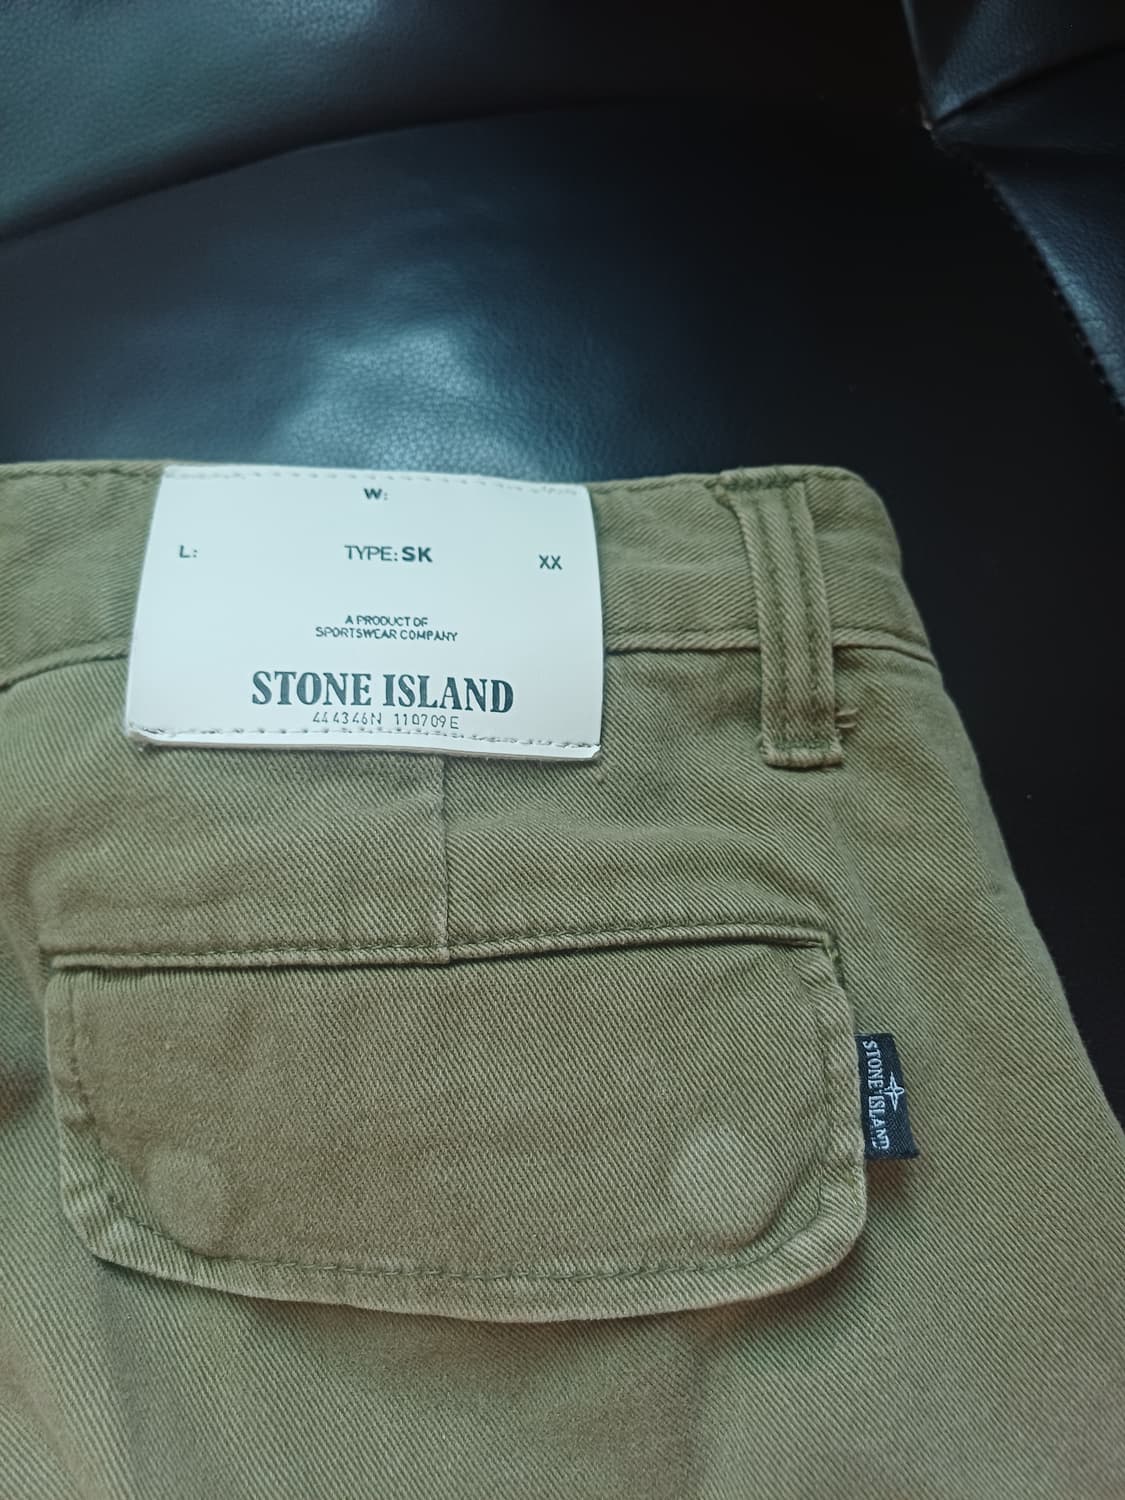 W:
L: TYPE: SK XX
A PRODUCT OF
SPORTSWEAR COMPANY
STONE ISLAND
444346N 110709E
STONE ISLAND